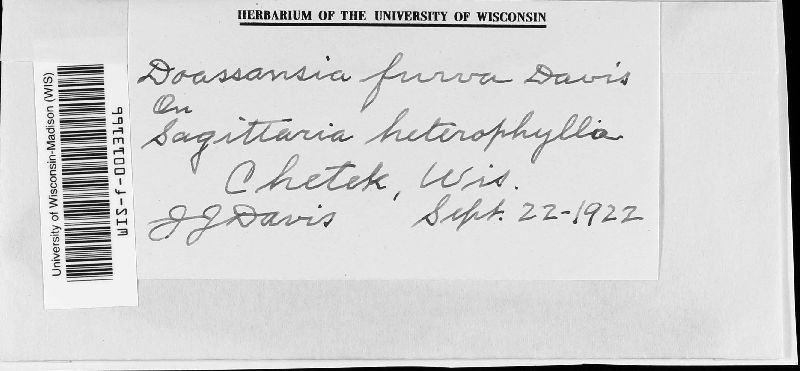 HERBARIUM OF THE UNIVERSITY OF WISCONSIN
Doassansia furva Davis
On
Sagittaria heterophylla
Chetek, Wis.
J J Davis Sept. 22-1922
University of Wisconsin-Madison (WIS)
WIS-f-0013166